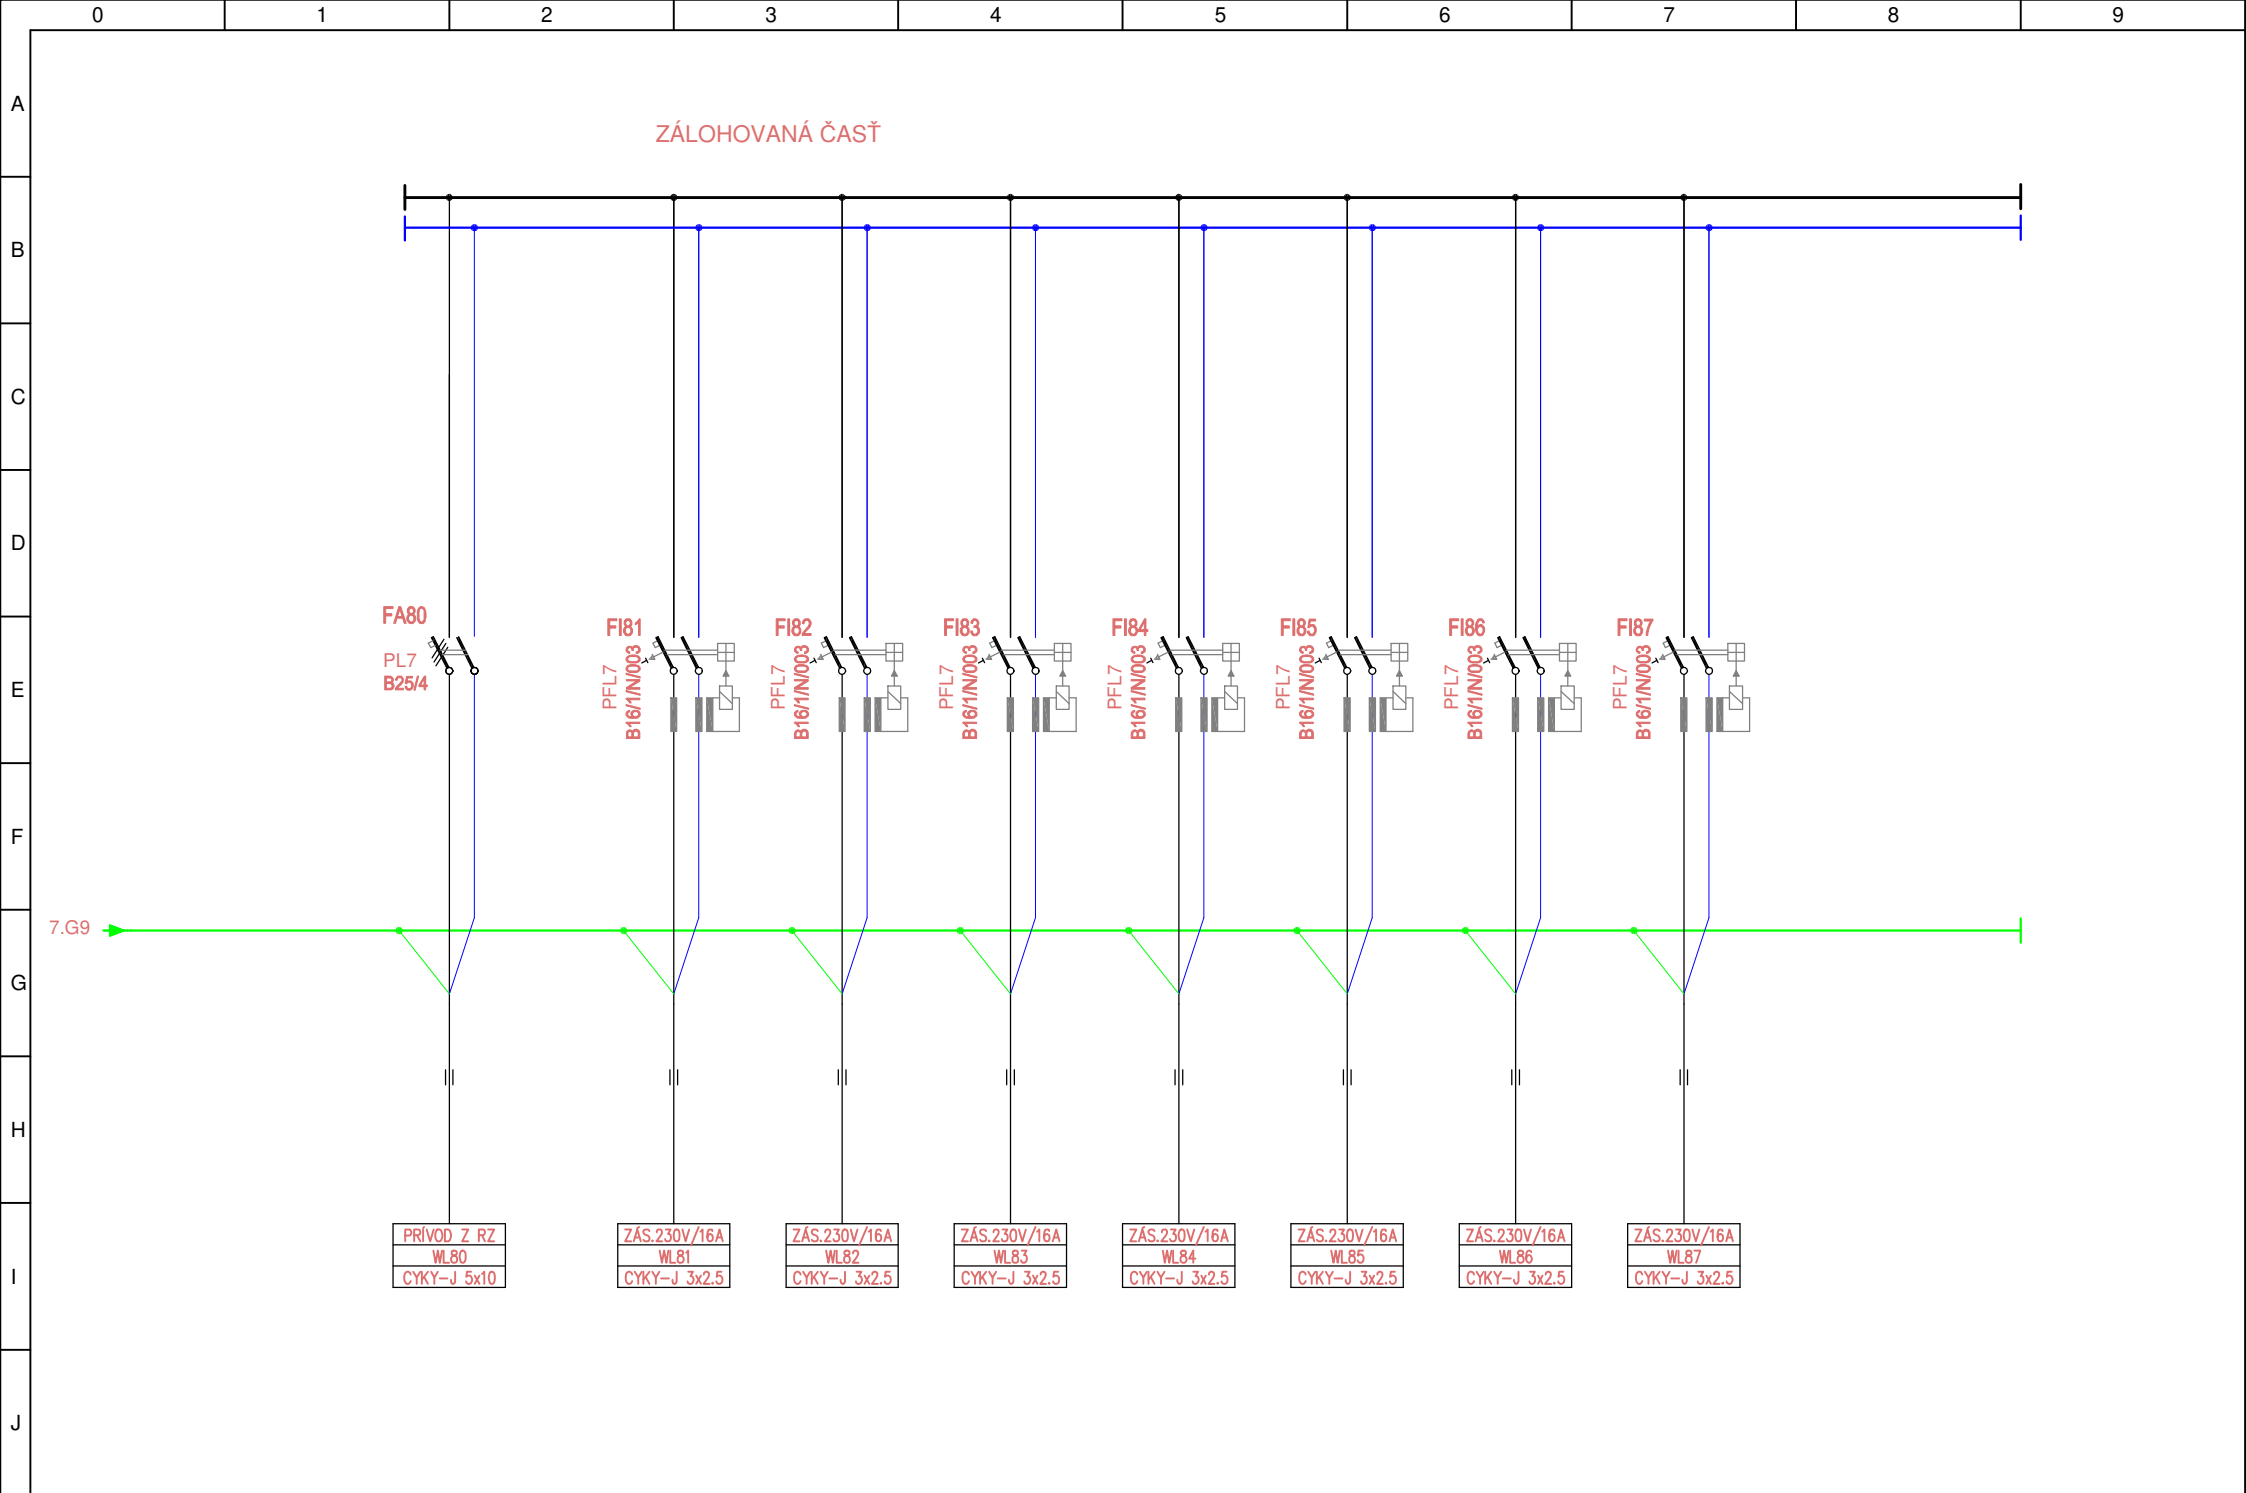 0 1 2 3 4 5 6 7 8 9
A
ZÁLOHOVANÁ ČASŤ
B
C
D
FA80
PL7
B25/4
FI81
PFL7
B16/1/N/003
FI82
PFL7
B16/1/N/003
FI83
PFL7
B16/1/N/003
FI84
PFL7
B16/1/N/003
FI85
PFL7
B16/1/N/003
FI86
PFL7
B16/1/N/003
FI87
PFL7
B16/1/N/003
E
F
7.G9
G
H
PRÍVOD Z RZ
WL80
CYKY-J 5x10
ZÁS.230V/16A
WL81
CYKY-J 3x2.5
ZÁS.230V/16A
WL82
CYKY-J 3x2.5
ZÁS.230V/16A
WL83
CYKY-J 3x2.5
ZÁS.230V/16A
WL84
CYKY-J 3x2.5
ZÁS.230V/16A
WL85
CYKY-J 3x2.5
ZÁS.230V/16A
WL86
CYKY-J 3x2.5
ZÁS.230V/16A
WL87
CYKY-J 3x2.5
I
J